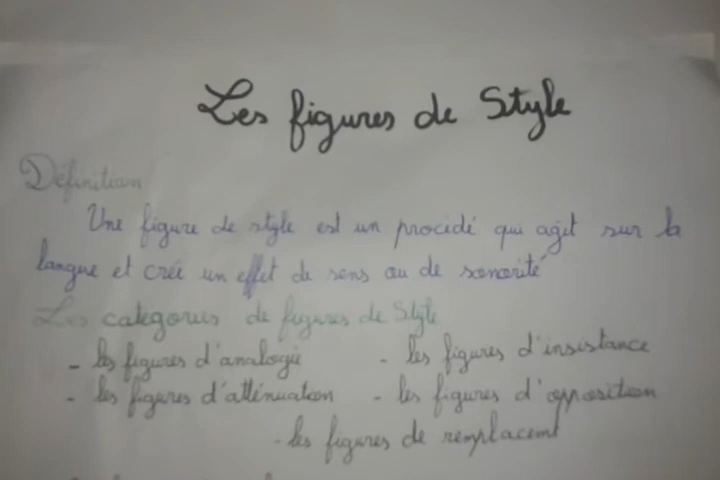 Les figures de Style
Définition
Une figure de style est un procédé qui agit sur la
langue et crée un effet de sens ou de sonorité
Les catégories de figures de Style
- les figures d'analogie - les figures d'insistance
- les figures d'atténuation - les figures d'opposition
- les figures de remplacemt